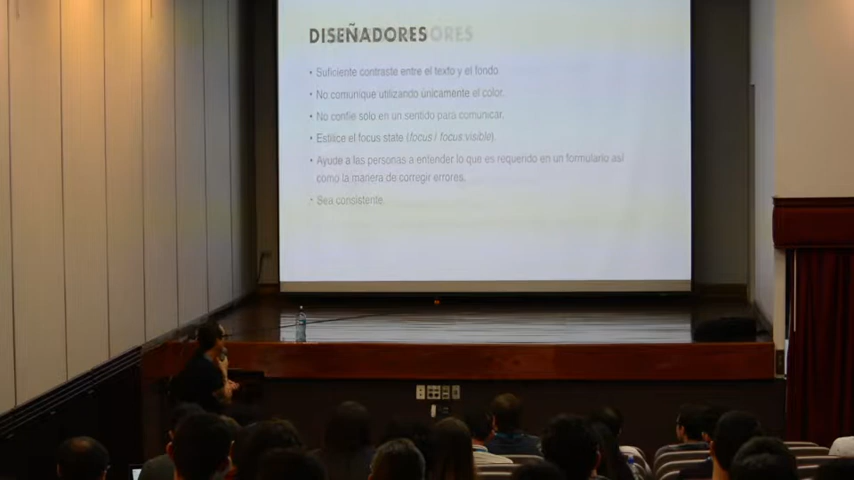 DISEÑADORES
• Suficiente contraste entre el texto y el fondo
• No comunique utilizando únicamente el color.
• No confíe sólo en un sentido para comunicar.
• Estilice el focus state (focus / focus visible).
• Ayude a las personas a entender lo que es requerido en un formulario así
como la manera de corregir errores.
• Sea consistente